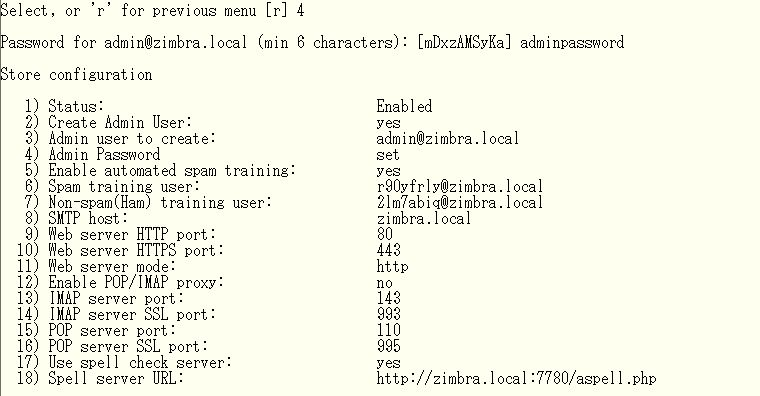 Select, or 'r' for previous menu [r] 4
Password for admin@zimbra.local (min 6 characters): [mDxzAMSyKa] adminpassword
Store configuration
1) Status: Enabled
2) Create Admin User: yes
3) Admin user to create: admin@zimbra.local
4) Admin Password set
5) Enable automated spam training: yes
6) Spam training user: r90yfrly@zimbra.local
7) Non-spam(Ham) training user: 2lm7abiq@zimbra.local
8) SMTP host: zimbra.local
9) Web server HTTP port: 80
10) Web server HTTPS port: 443
11) Web server mode: http
12) Enable POP/IMAP proxy: no
13) IMAP server port: 143
14) IMAP server SSL port: 993
15) POP server port: 110
16) POP server SSL port: 995
17) Use spell check server: yes
18) Spell server URL: http://zimbra.local:7780/aspell.php